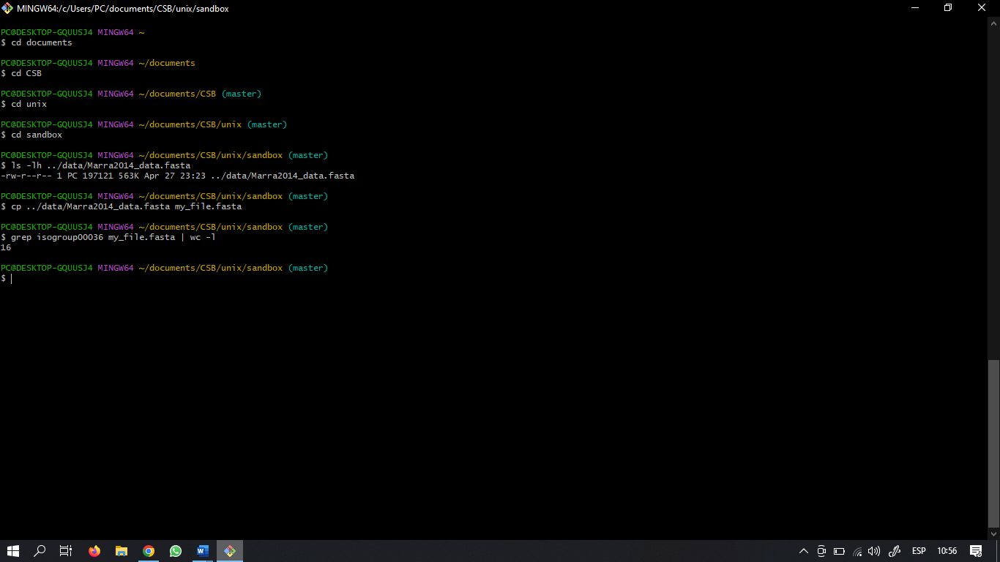 MINGW64:/c/Users/PC/documents/CSB/unix/sandbox
PC@DESKTOP-GQUUSJ4 MINGW64 ~
$ cd documents
PC@DESKTOP-GQUUSJ4 MINGW64 ~/documents
$ cd CSB
PC@DESKTOP-GQUUSJ4 MINGW64 ~/documents/CSB (master)
$ cd unix
PC@DESKTOP-GQUUSJ4 MINGW64 ~/documents/CSB/unix (master)
$ cd sandbox
PC@DESKTOP-GQUUSJ4 MINGW64 ~/documents/CSB/unix/sandbox (master)
$ ls -lh ../data/Marra2014_data.fasta
-rw-r--r-- 1 PC 197121 563K Apr 27 23:23 ../data/Marra2014_data.fasta
PC@DESKTOP-GQUUSJ4 MINGW64 ~/documents/CSB/unix/sandbox (master)
$ cp ../data/Marra2014_data.fasta my_file.fasta
PC@DESKTOP-GQUUSJ4 MINGW64 ~/documents/CSB/unix/sandbox (master)
$ grep isogroup00036 my_file.fasta | wc -l
16
PC@DESKTOP-GQUUSJ4 MINGW64 ~/documents/CSB/unix/sandbox (master)
$
ESP 10:56